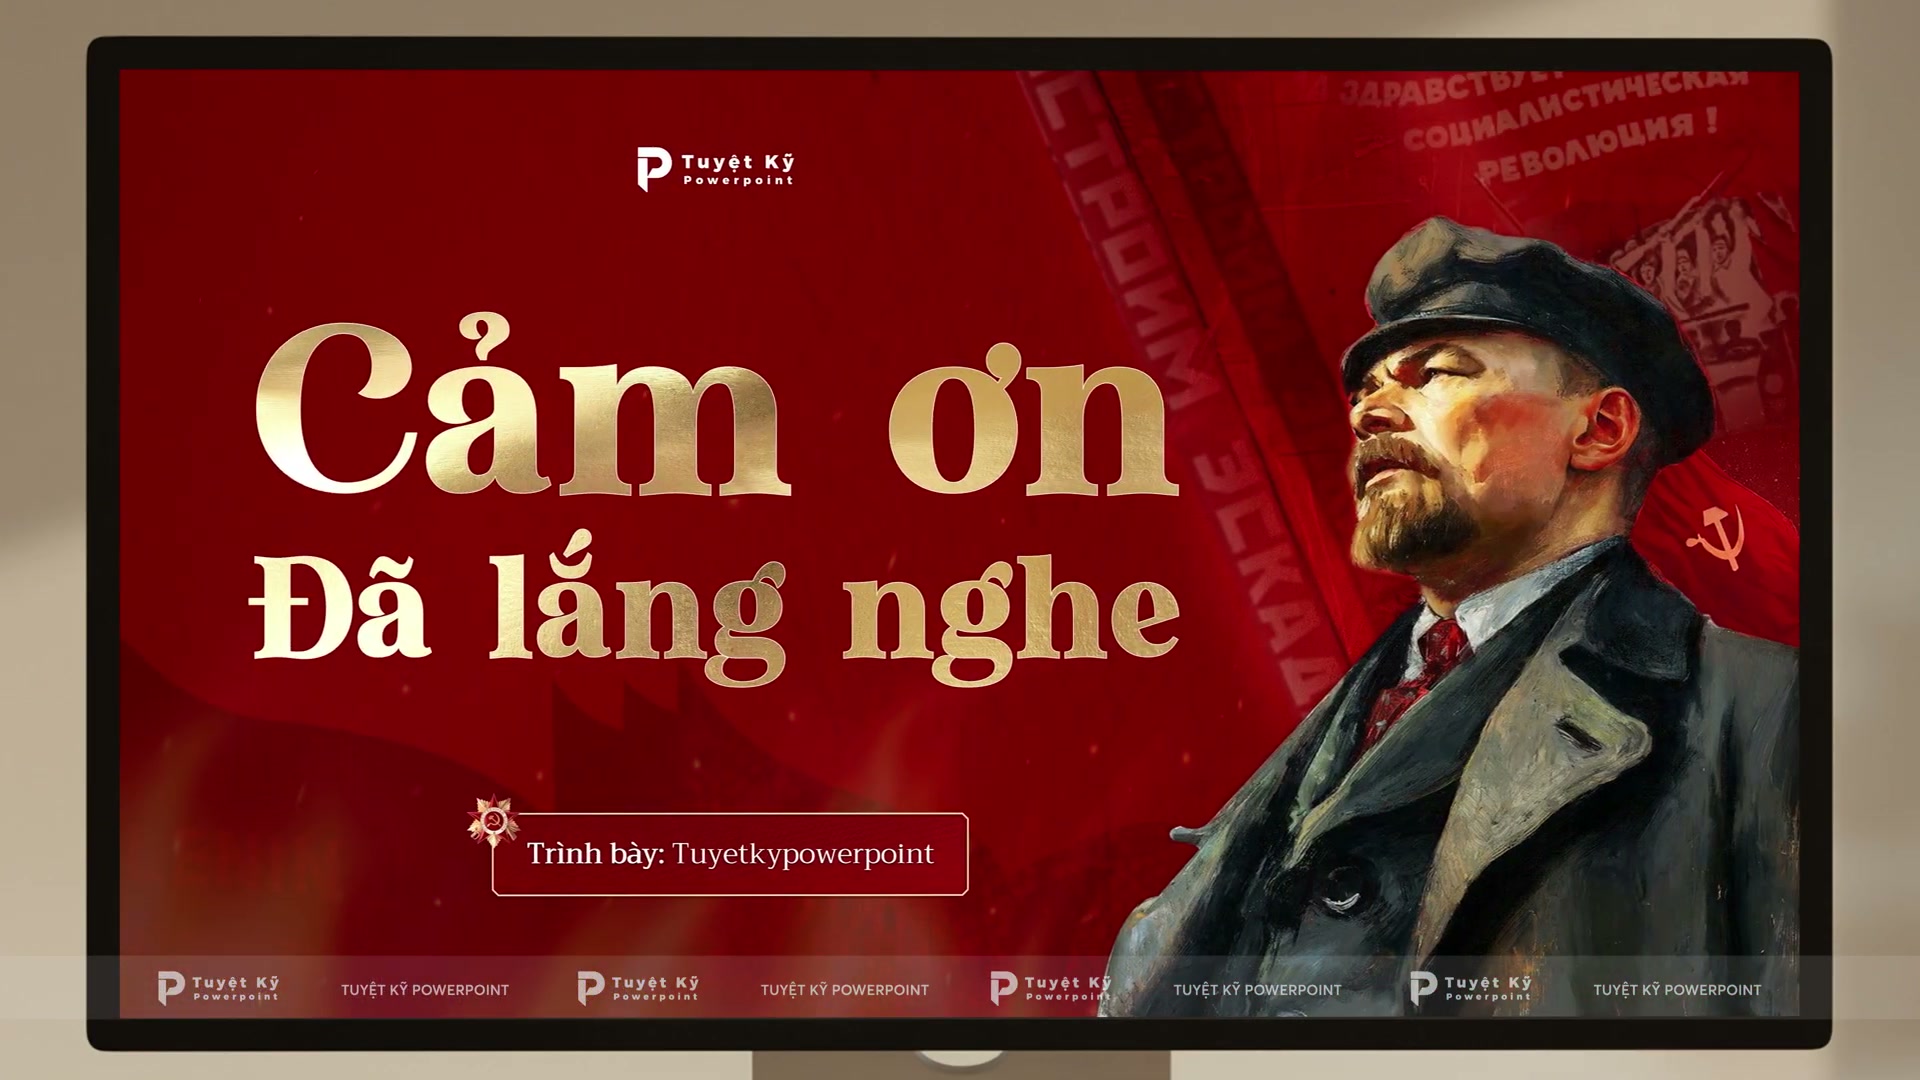 ЗДРАВСТВУЕТ
СОЦИАЛИСТИЧЕСКАЯ
РЕВОЛЮЦИЯ !
Tuyệt Kỹ
Powerpoint
СТРОИМ ЭСКАД
Cảm ơn
Đã lắng nghe
Trình bày: Tuyetkypowerpoint
Tuyệt Kỹ
Powerpoint
TUYỆT KỸ POWERPOINT
Tuyệt Kỹ
Powerpoint
TUYỆT KỸ POWERPOINT
Tuyệt Kỹ
Powerpoint
TUYỆT KỸ POWERPOINT
Tuyệt Kỹ
Powerpoint
TUYỆT KỸ POWERPOINT